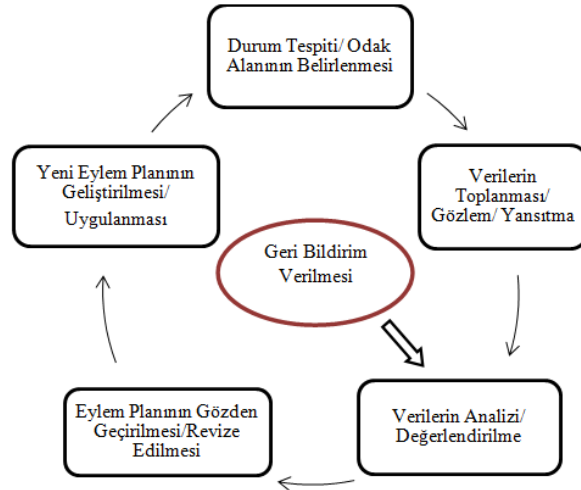 Durum Tespiti/ Odak
Alanının Belirlenmesi
Verilerin
Toplanması/
Gözlem/ Yansıtma
Verilerin Analizi/
Değerlendirilme
Eylem Planının Gözden
Geçirilmesi/Revize
Edilmesi
Yeni Eylem Planının
Geliştirilmesi/
Uygulanması
Geri Bildirim
Verilmesi